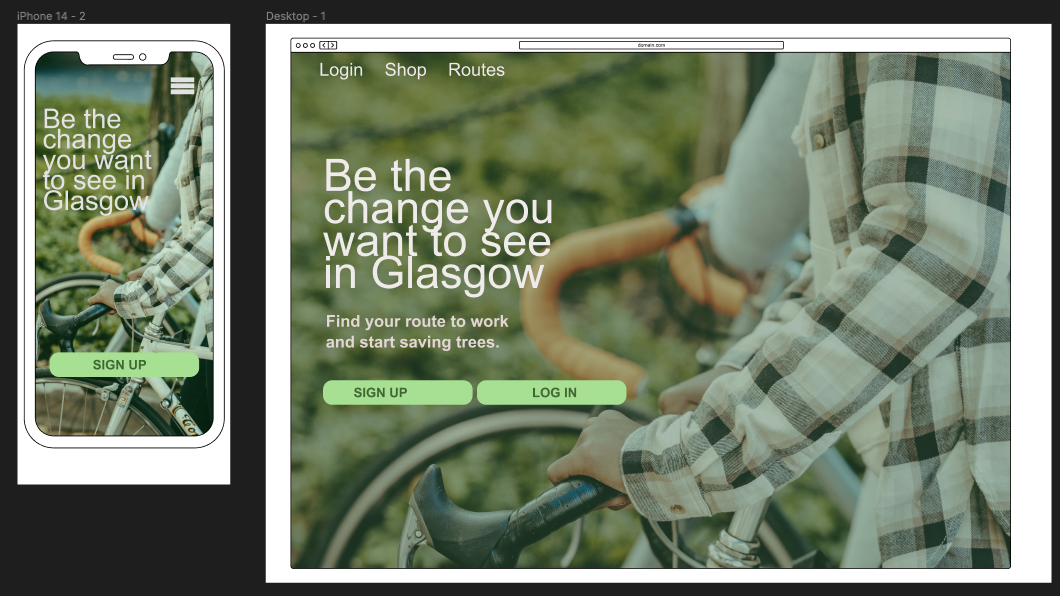 iPhone 14 - 2
Be the
change
you want
to see in
Glasgow
SIGN UP
Desktop - 1
domain.com
Login Shop Routes
Be the
change you
want to see
in Glasgow
Find your route to work
and start saving trees.
SIGN UP LOG IN